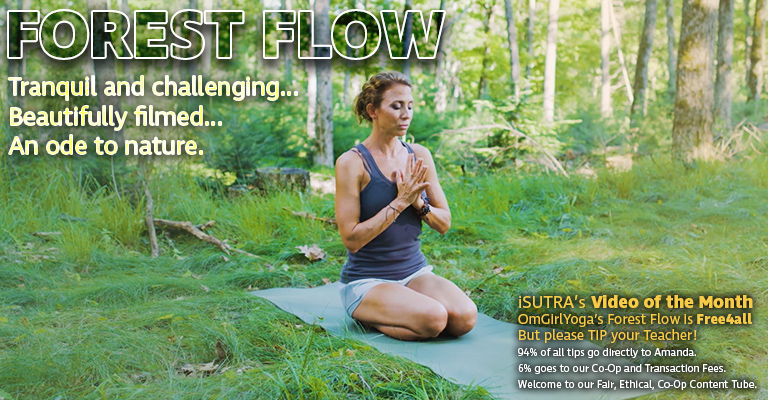 FOREST FLOW
Tranquil and challenging...
Beautifully filmed...
An ode to nature.
iSUTRA's Video of the Month
OmGirlYoga's Forest Flow is Free4all
But please TIP your Teacher!
94% of all tips go directly to Amanda.
6% goes to our Co-Op and Transaction Fees.
Welcome to our Fair, Ethical, Co-Op Content Tube.